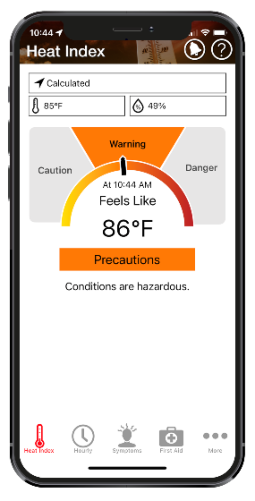 10:44
Heat Index
Calculated
85°F
49%
Warning
Caution
Danger
At 10:44 AM
Feels Like
86°F
Precautions
Conditions are hazardous.
Heat Index
Hourly
Symptoms
First Aid
More